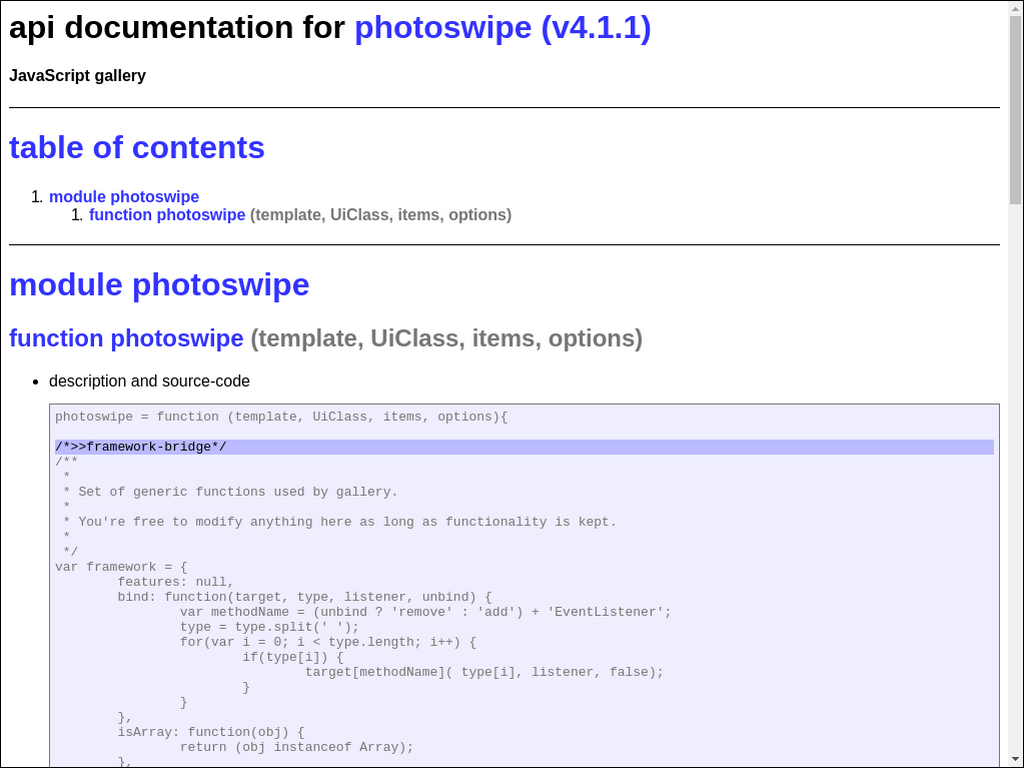 api documentation for photoswipe (v4.1.1)
JavaScript gallery
table of contents
1. module photoswipe
1. function photoswipe (template, UiClass, items, options)
module photoswipe
function photoswipe (template, UiClass, items, options)
• description and source-code
photoswipe = function (template, UiClass, items, options){
/*>>framework-bridge*/
/**
*
* Set of generic functions used by gallery.
*
* You're free to modify anything here as long as functionality is kept.
*
*/
var framework = {
features: null,
bind: function(target, type, listener, unbind) {
var methodName = (unbind ? 'remove' : 'add') + 'EventListener';
type = type.split(' ');
for(var i = 0; i < type.length; i++) {
if(type[i]) {
target[methodName]( type[i], listener, false);
}
}
},
isArray: function(obj) {
return (obj instanceof Array);
},